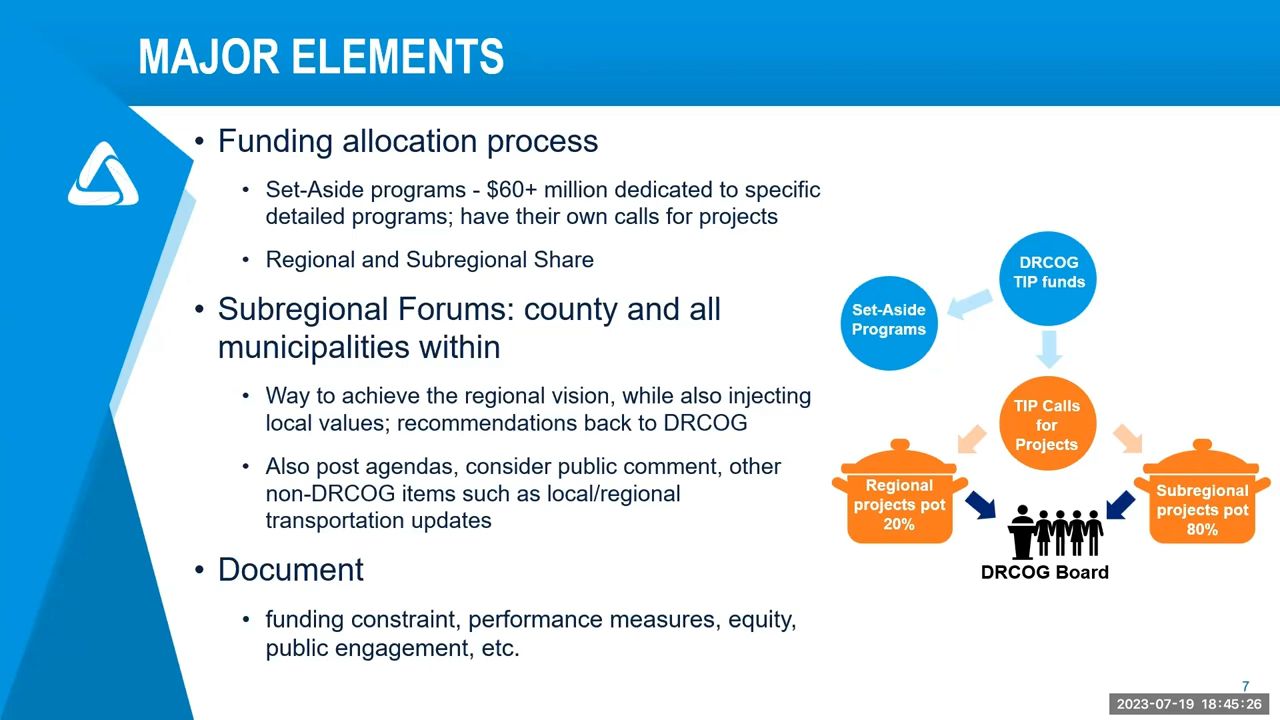 MAJOR ELEMENTS
• Funding allocation process
• Set-Aside programs - $60+ million dedicated to specific
detailed programs; have their own calls for projects
• Regional and Subregional Share
• Subregional Forums: county and all
municipalities within
• Way to achieve the regional vision, while also injecting
local values; recommendations back to DRCOG
• Also post agendas, consider public comment, other
non-DRCOG items such as local/regional
transportation updates
• Document
• funding constraint, performance measures, equity,
public engagement, etc.
DRCOG
TIP funds
Set-Aside
Programs
TIP Calls
for
Projects
Regional
projects pot
20%
Subregional
projects pot
80%
DRCOG Board
7
2023-07-19 18:45:26